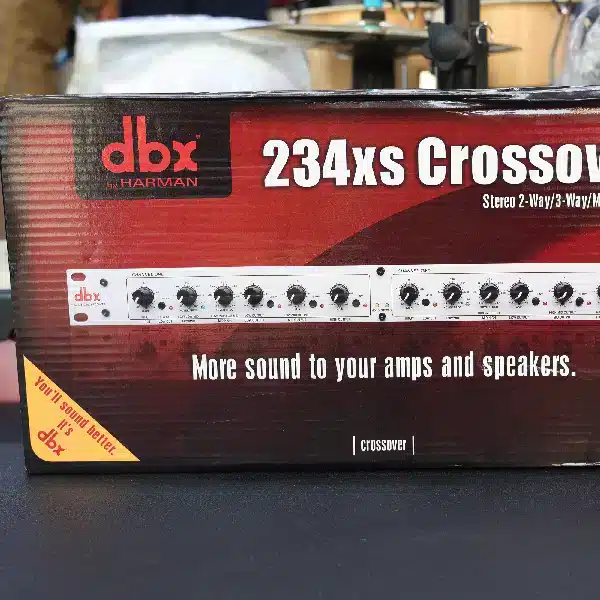 dbx
by HARMAN
234xs Crossov
Stereo 2-Way/3-Way/M
dbx
More sound to your amps and speakers.
You'll sound better.
it's
dbx
| crossover |